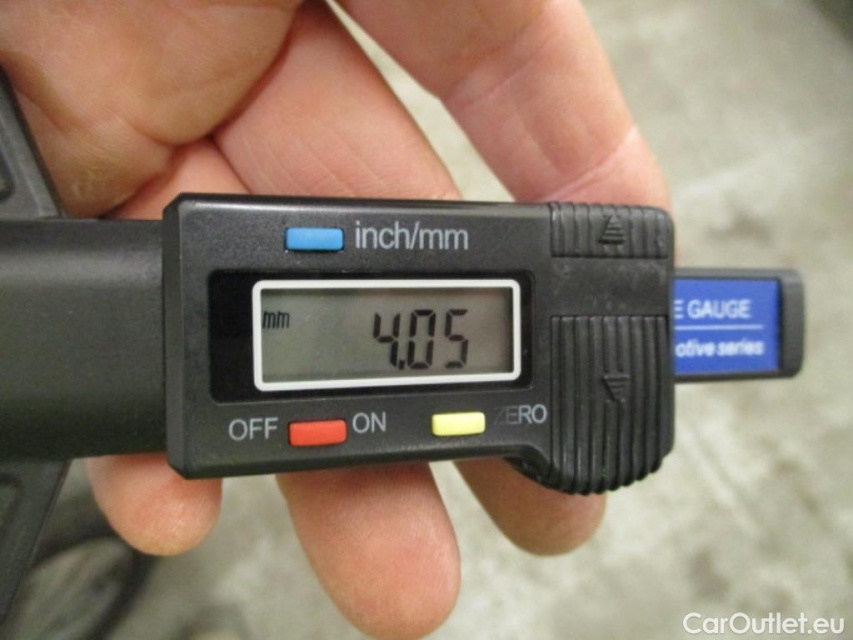 inch/mm
mm
4.05
E GAUGE
otive series
OFF ON
ZERO
CarOutlet.eu